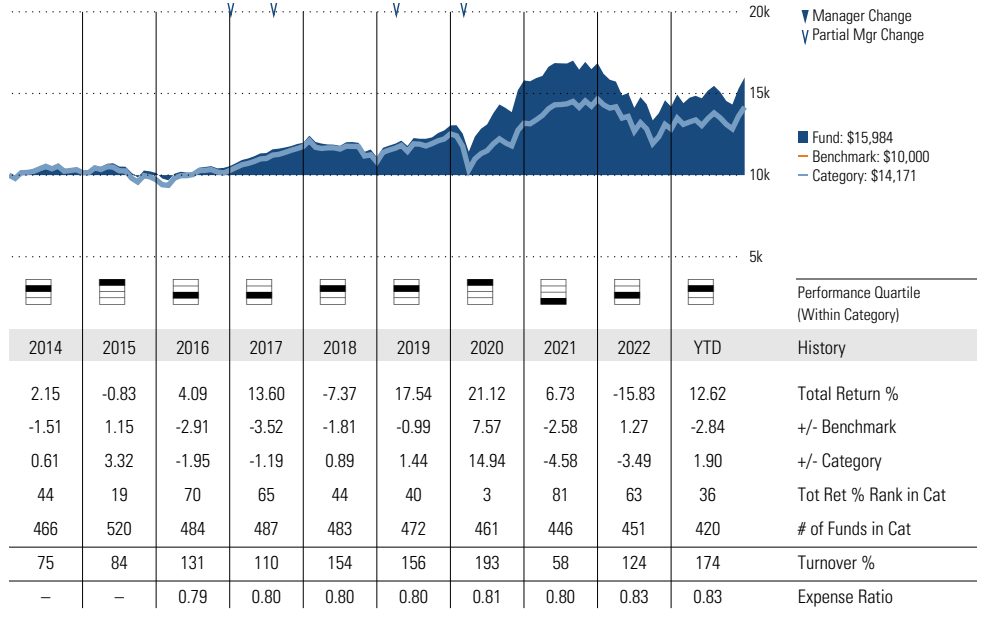 20k
Manager Change
Partial Mgr Change
15k
Fund: $15,984
Benchmark: $10,000
Category: $14,171
10k
5k
Performance Quartile
(Within Category)
2014 2015 2016 2017 2018 2019 2020 2021 2022 YTD History
2.15 -0.83 4.09 13.60 -7.37 17.54 21.12 6.73 -15.83 12.62 Total Return %
-1.51 1.15 -2.91 -3.52 -1.81 -0.99 7.57 -2.58 1.27 -2.84 +/- Benchmark
0.61 3.32 -1.95 -1.19 0.89 1.44 14.94 -4.58 -3.49 1.90 +/- Category
44 19 70 65 44 40 3 81 63 36 Tot Ret % Rank in Cat
466 520 484 487 483 472 461 446 451 420 # of Funds in Cat
75 84 131 110 154 156 193 58 124 174 Turnover %
– – 0.79 0.80 0.80 0.80 0.81 0.80 0.83 0.83 Expense Ratio